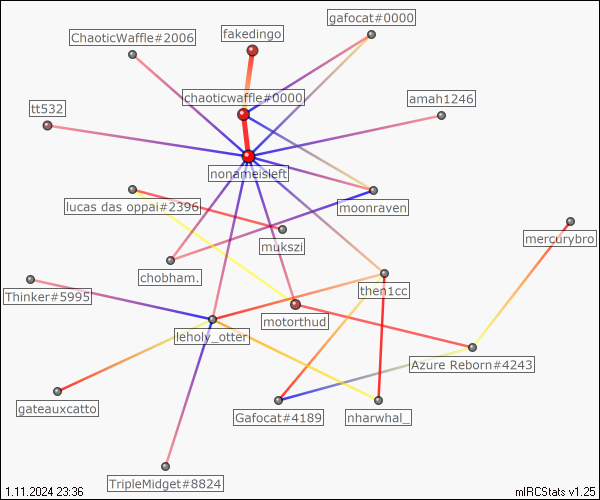 gafocat#0000
fakedingo
ChaoticWaffle#2006
chaoticwaffle#0000
amah1246
tt532
nonameisleft
lucas das oppai#2396
moonraven
mukszi
mercurybro
chobham.
then1cc
Thinker#5995
motorthud
leholy_otter
Azure Reborn#4243
gateauxcatto
Gafocat#4189
nharwhal_
TripleMidget#8824
1.11.2024 23:36
mIRCStats v1.25